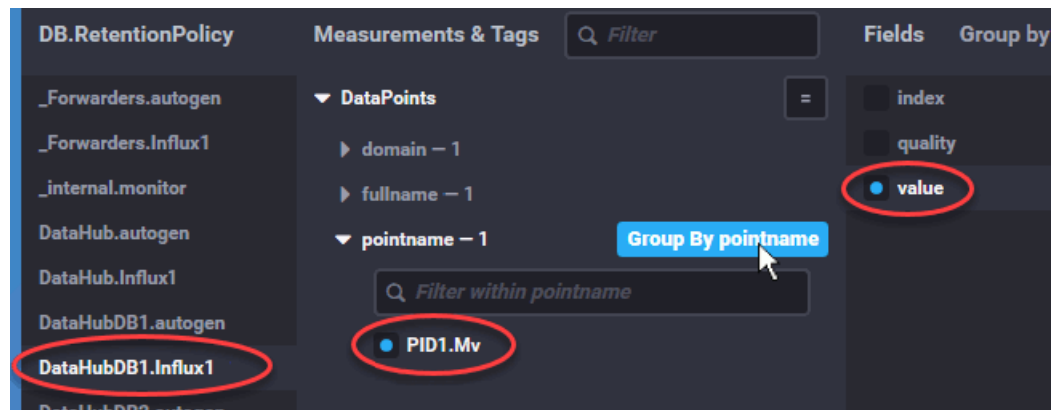 DB.RetentionPolicy
_Forwarders.autogen
_Forwarders.Influx1
_internal.monitor
DataHub.autogen
DataHub.Influx1
DataHubDB1.autogen
DataHubDB1.Influx1
DataHubDB2.autogen
Measurements & Tags
Filter
DataPoints
=
domain — 1
fullname — 1
pointname — 1
Group By pointname
Filter within pointname
PID1.Mv
Fields
Group by
index
quality
value